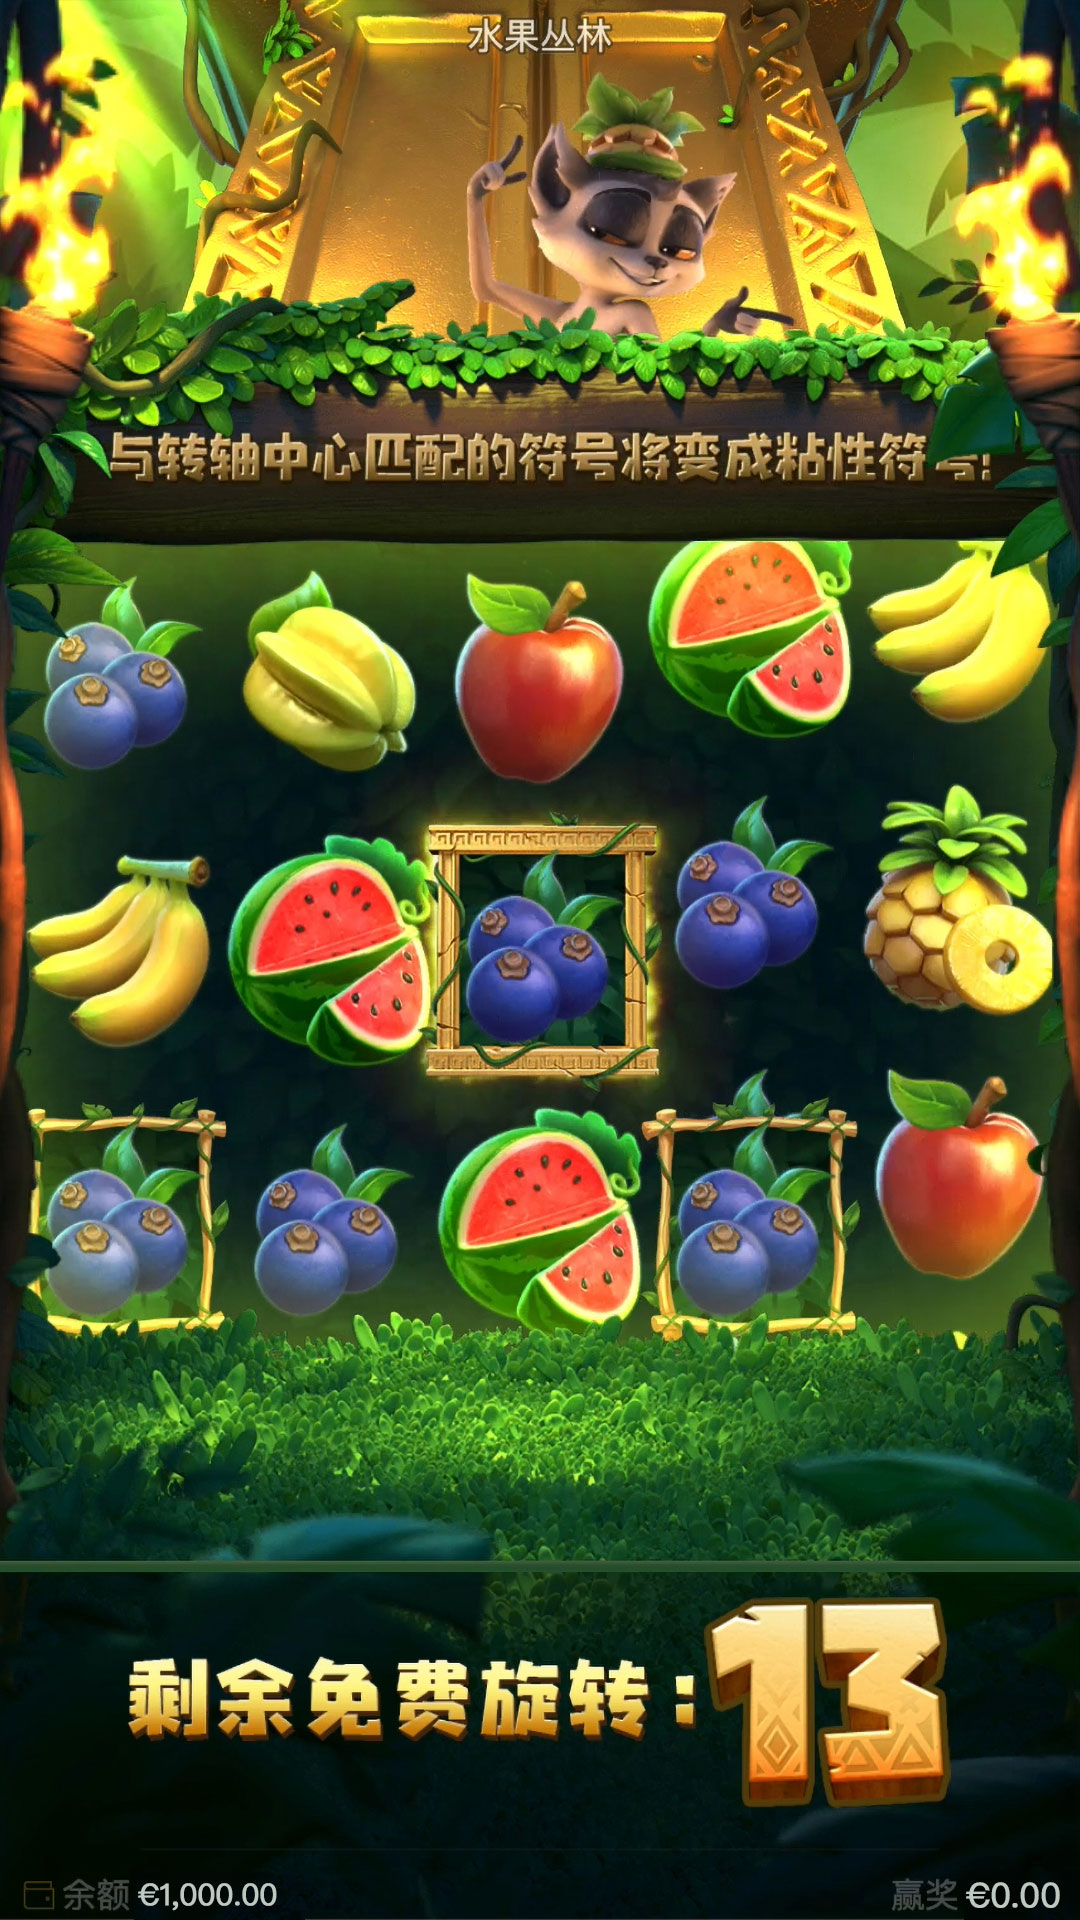 水果丛林
与转轴中心匹配的符号将变成粘性符号!
剩余免费旋转：13
余额 €1,000.00
赢奖 €0.00